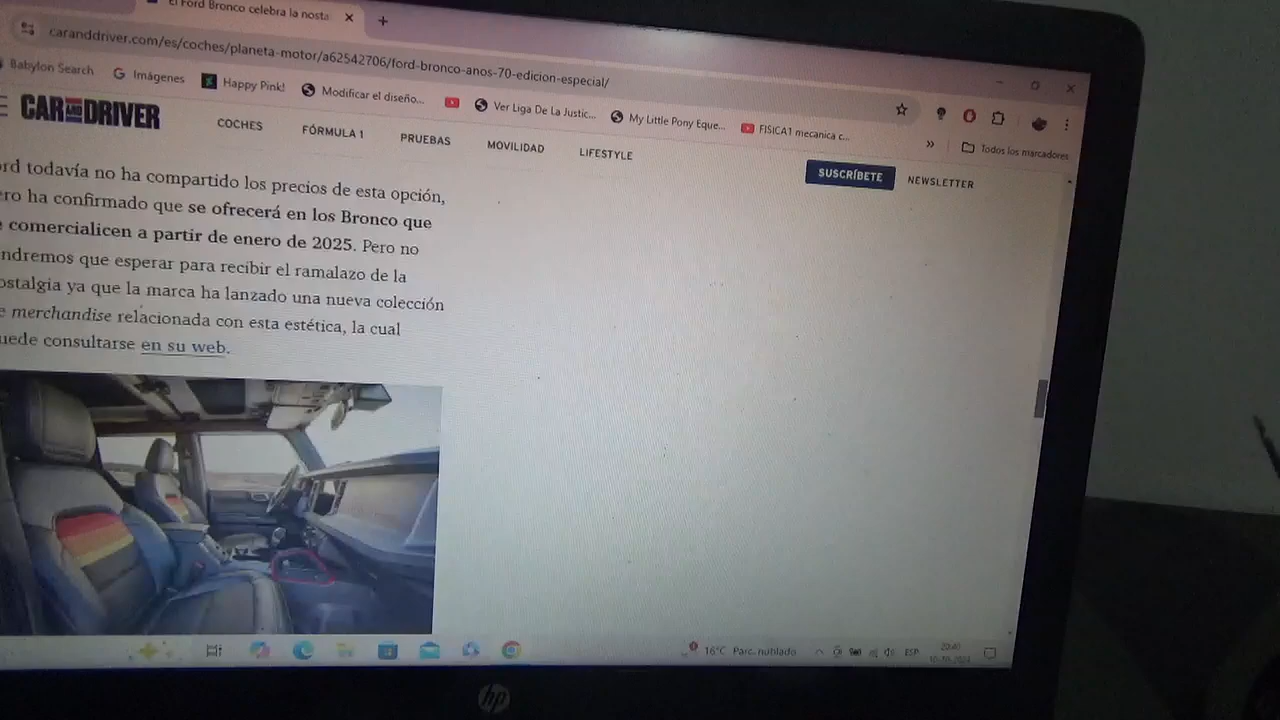 El Ford Bronco celebra la nosta
caranddriver.com/es/coches/planeta-motor/a62542706/ford-bronco-anos-70-edicion-especial/
Babylon Search Imágenes Happy Pink! Modificar el diseño... Ver Liga De La Justic... My Little Pony Eque... FISICA1 mecanica c... » Todos los marcadores
CAR AND DRIVER COCHES FÓRMULA 1 PRUEBAS MOVILIDAD LIFESTYLE SUSCRÍBETE NEWSLETTER
rd todavía no ha compartido los precios de esta opción,
ero ha confirmado que se ofrecerá en los Bronco que
comercialicen a partir de enero de 2025. Pero no
ndremos que esperar para recibir el ramalazo de la
ostalgia ya que la marca ha lanzado una nueva colección
e merchandise relacionada con esta estética, la cual
uede consultarse en su web.
16°C Parc. nublado ESP
hp